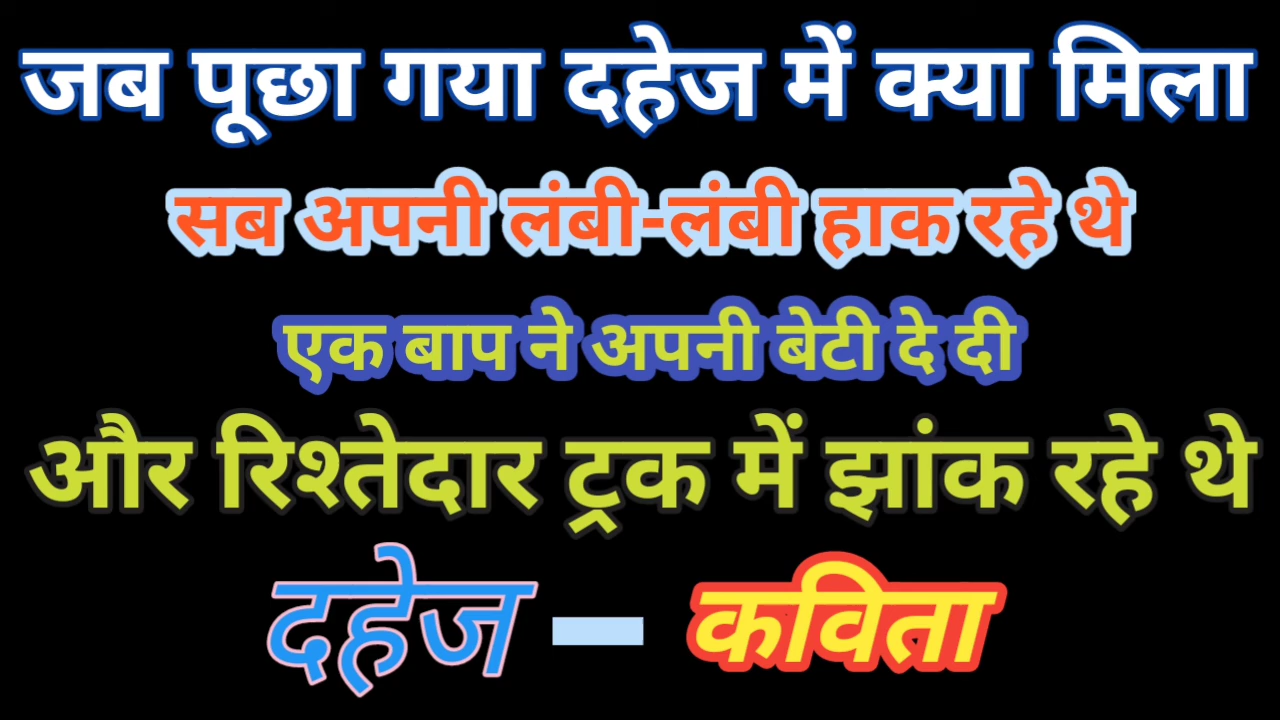 जब पूछा गया दहेज में क्या मिला
सब अपनी लंबी-लंबी हाक रहे थे
एक बाप ने अपनी बेटी दे दी
और रिश्तेदार ट्रक में झांक रहे थे
दहेज – कविता